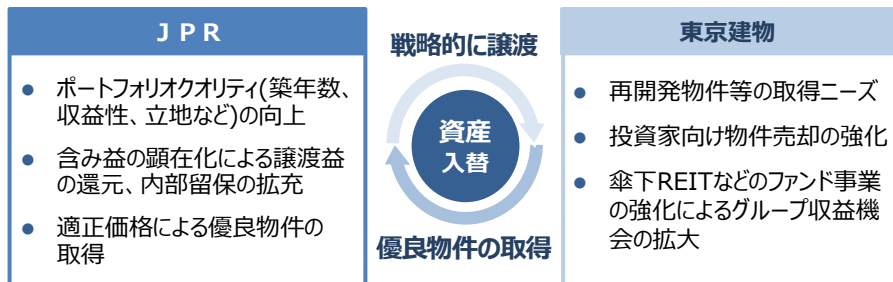 JPR
● ポートフォリオクオリティ(築年数、
収益性、立地など)の向上
● 含み益の顕在化による譲渡益
の還元、内部留保の拡充
● 適正価格による優良物件の
取得
戦略的に譲渡
資産
入替
優良物件の取得
東京建物
● 再開発物件等の取得ニーズ
● 投資家向け物件売却の強化
● 傘下REITなどのファンド事業
の強化によるグループ収益機
会の拡大